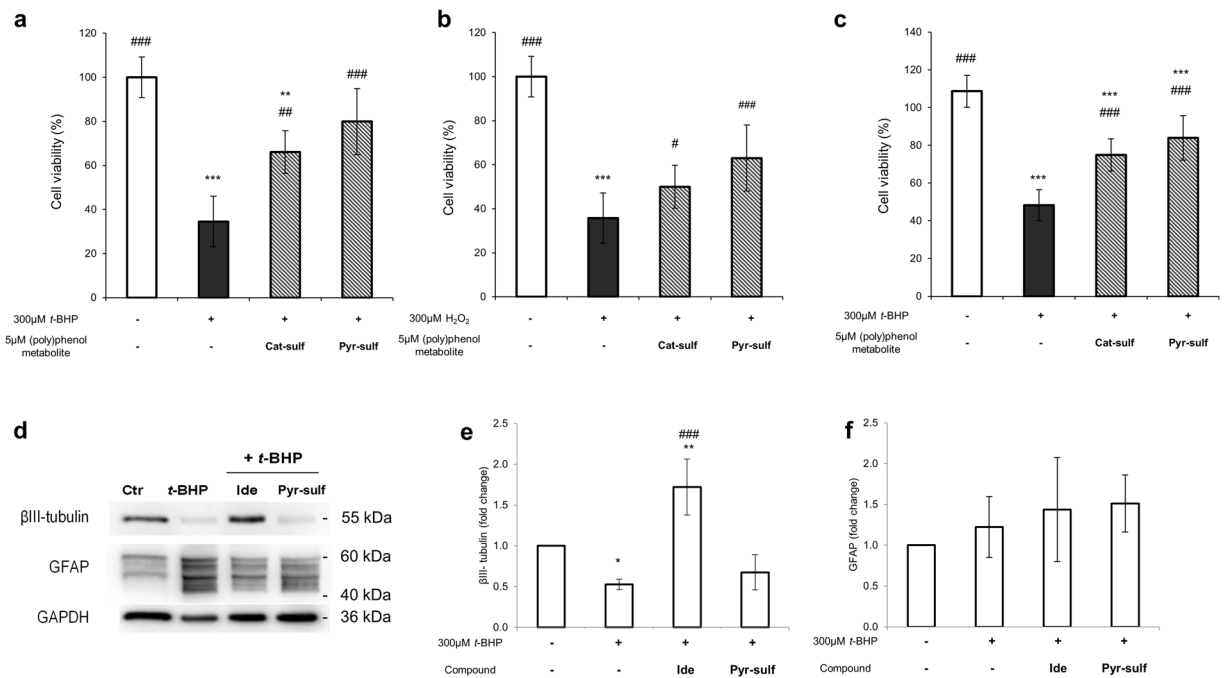 a
Cell viability (%)
120
100
80
60
40
20
0
###
***
**
##
###
300µM t-BHP - + + +
5µM (poly)phenol
metabolite
- - Cat-sulf Pyr-sulf
b
Cell viability (%)
120
100
80
60
40
20
0
###
***
#
###
300µM H₂O₂ - + + +
5µM (poly)phenol
metabolite
- - Cat-sulf Pyr-sulf
c
Cell viability (%)
140
120
100
80
60
40
20
0
###
***
***
###
***
###
300µM t-BHP - + + +
5µM (poly)phenol
metabolite
- - Cat-sulf Pyr-sulf
d
+ t-BHP
Ctr t-BHP Ide Pyr-sulf
βIII-tubulin - 55 kDa
GFAP - 60 kDa
- 40 kDa
GAPDH - 36 kDa
e
βIII- tubulin (fold change)
2.5
2.0
1.5
1.0
0.5
0.0
*
###
**
300µM t-BHP - + + +
Compound - - Ide Pyr-sulf
f
GFAP (fold change)
2.5
2.0
1.5
1.0
0.5
0.0
300µM t-BHP - + + +
Compound - - Ide Pyr-sulf